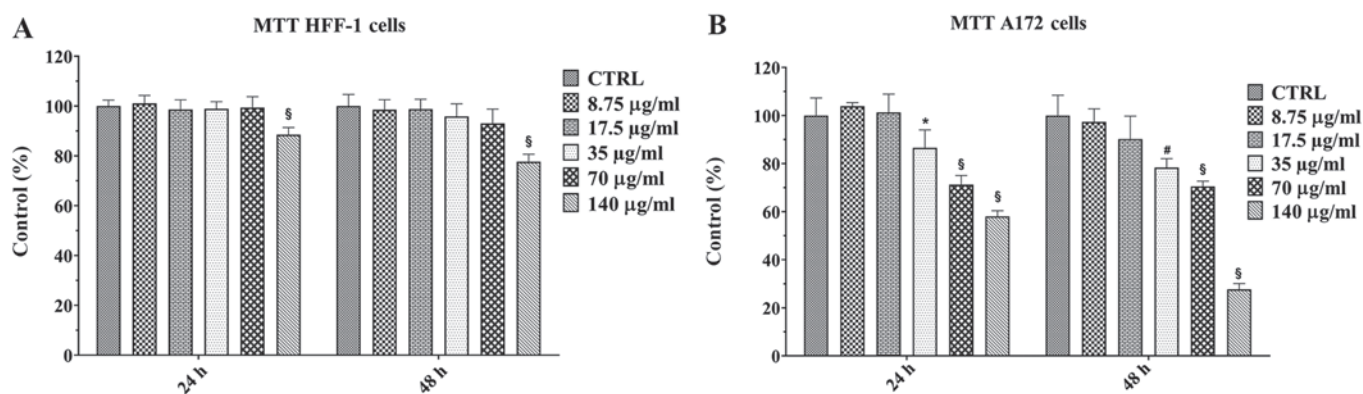 A
MTT HFF-1 cells
Control (%)
120
100
80
60
40
20
0
§
§
24 h
48 h
CTRL
8.75 μg/ml
17.5 μg/ml
35 μg/ml
70 μg/ml
140 μg/ml
B
MTT A172 cells
Control (%)
120
100
80
60
40
20
0
*
§
§
#
§
§
24 h
48 h
CTRL
8.75 μg/ml
17.5 μg/ml
35 μg/ml
70 μg/ml
140 μg/ml